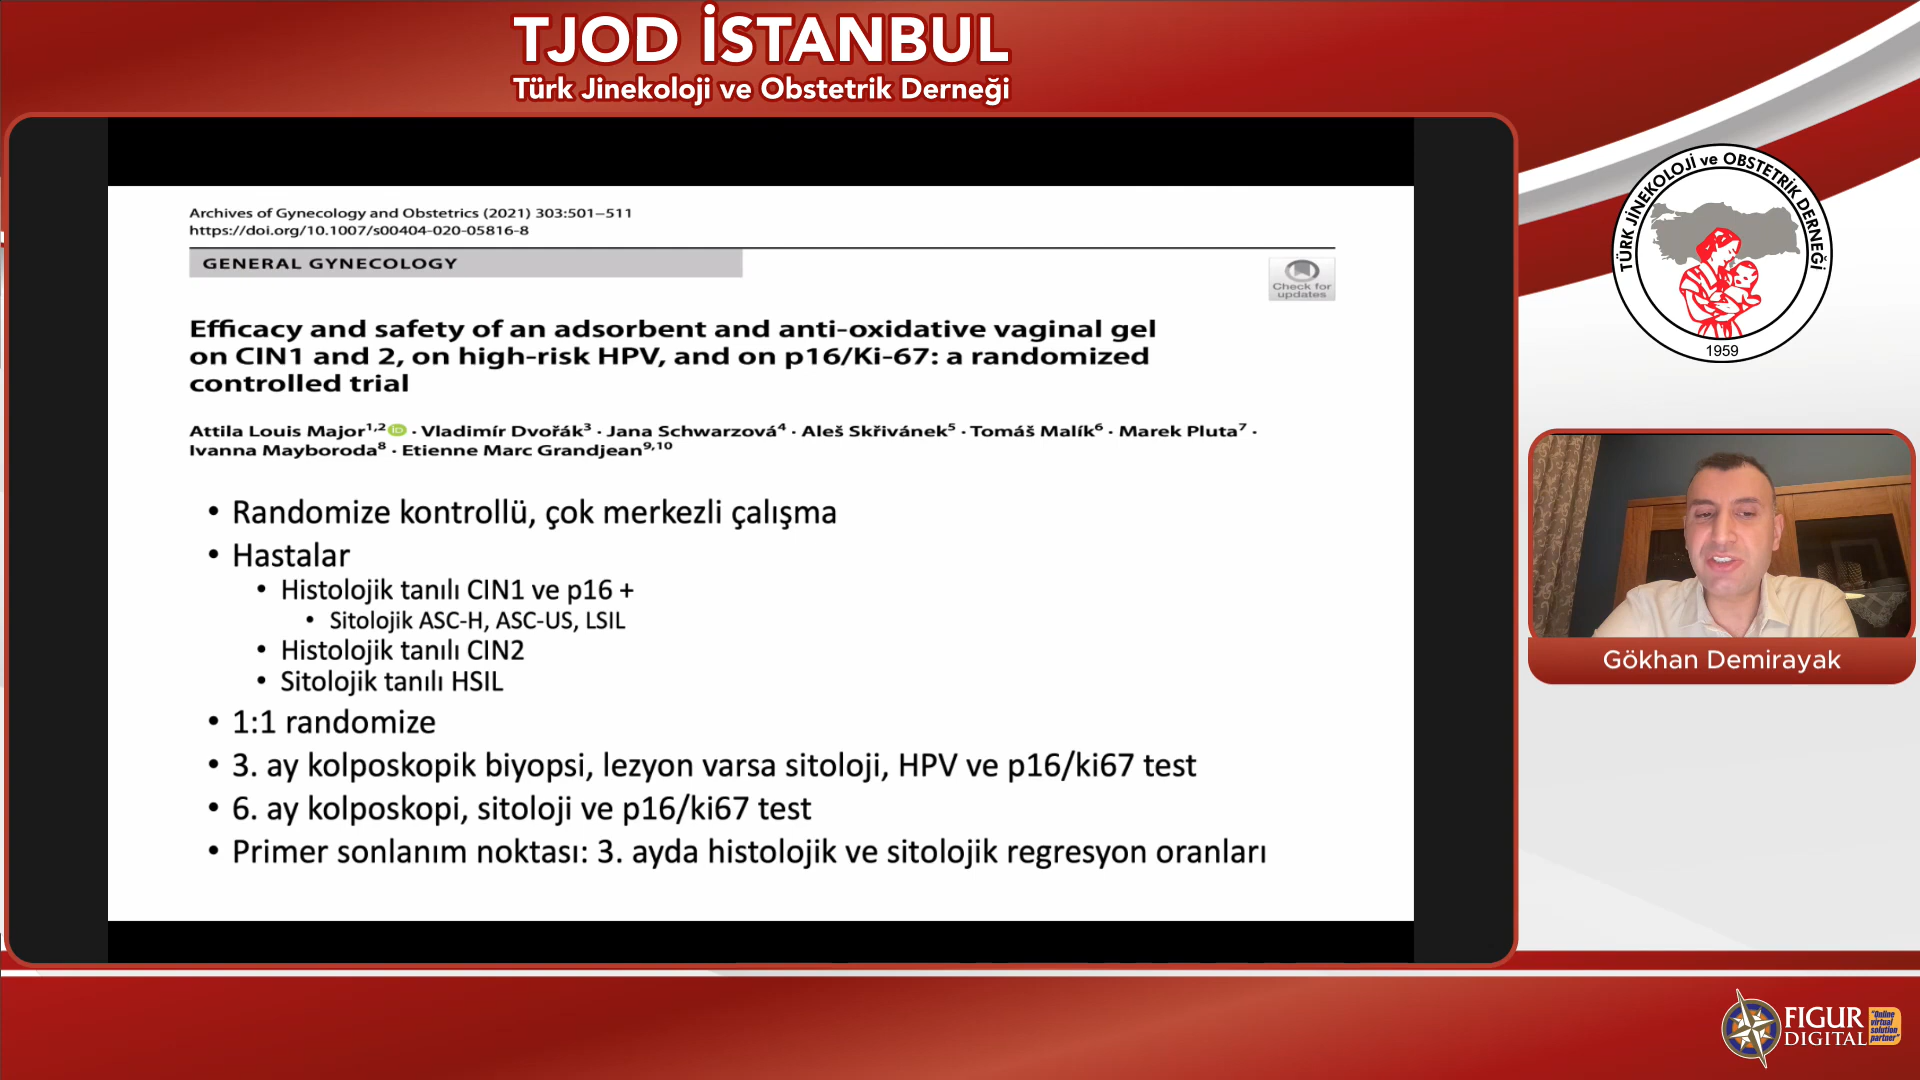 TJOD İSTANBUL
Türk Jinekoloji ve Obstetrik Derneği
Archives of Gynecology and Obstetrics (2021) 303:501–511
https://doi.org/10.1007/s00404-020-05816-8
GENERAL GYNECOLOGY
Check for
updates
Efficacy and safety of an adsorbent and anti-oxidative vaginal gel
on CIN1 and 2, on high-risk HPV, and on p16/Ki-67: a randomized
controlled trial
Attila Louis Major1,2 iD · Vladimír Dvořák3 · Jana Schwarzová4 · Aleš Skřivánek5 · Tomáš Malík6 · Marek Pluta7 ·
Ivanna Mayboroda8 · Etienne Marc Grandjean9,10
• Randomize kontrollü, çok merkezli çalışma
• Hastalar
• Histolojik tanılı CIN1 ve p16 +
• Sitolojik ASC-H, ASC-US, LSIL
• Histolojik tanılı CIN2
• Sitolojik tanılı HSIL
• 1:1 randomize
• 3. ay kolposkopik biyopsi, lezyon varsa sitoloji, HPV ve p16/ki67 test
• 6. ay kolposkopi, sitoloji ve p16/ki67 test
• Primer sonlanım noktası: 3. ayda histolojik ve sitolojik regresyon oranları
TÜRK JİNEKOLOJİ ve OBSTETRİK DERNEĞİ
1959
Gökhan Demirayak
FIGUR
DIGITAL
"Online
virtual
solution
partner"